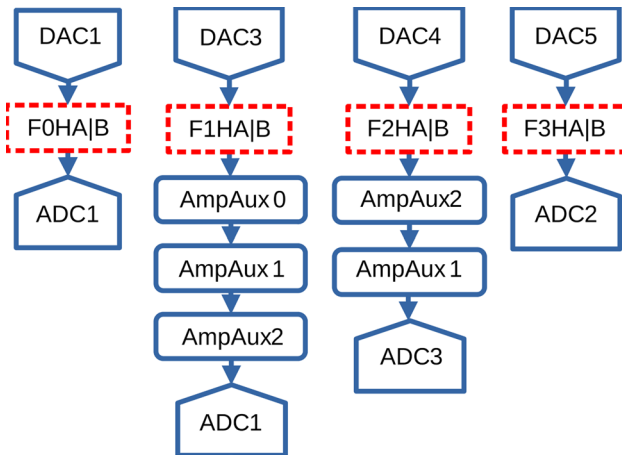 DAC1
DAC3
DAC4
DAC5
F0HA|B
F1HA|B
F2HA|B
F3HA|B
ADC1
AmpAux 0
AmpAux2
ADC2
AmpAux 1
AmpAux 1
AmpAux2
ADC3
ADC1